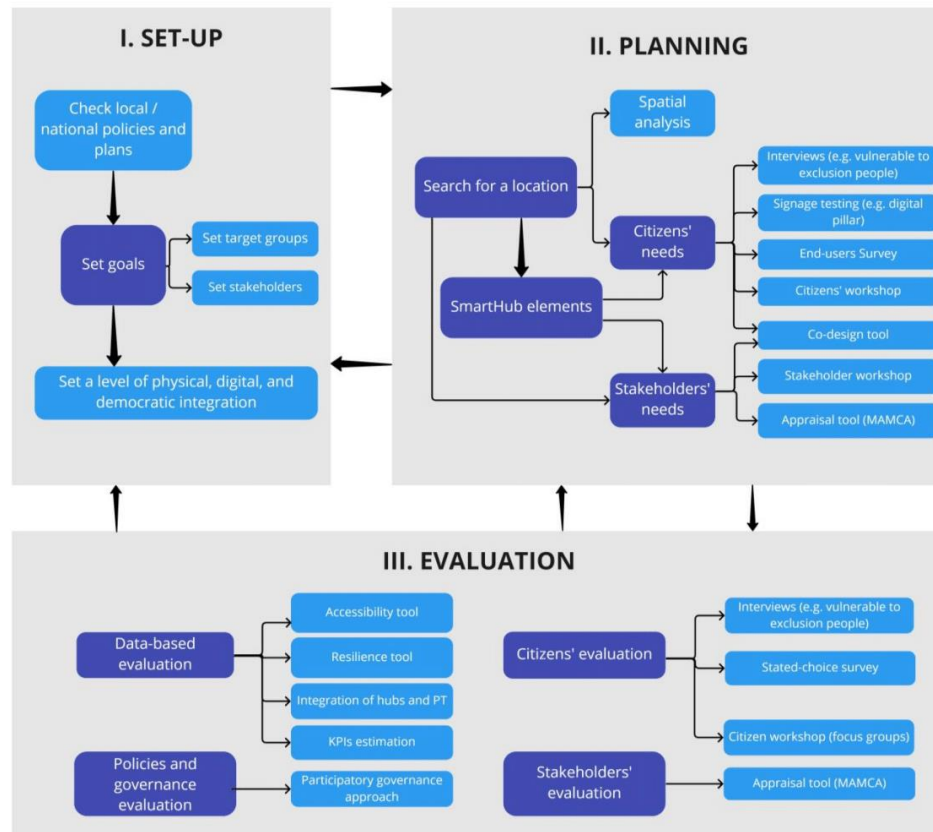 I. SET-UP
Check local /
national policies and
plans
Set goals
Set target groups
Set stakeholders
Set a level of physical, digital, and
democratic integration
II. PLANNING
Search for a location
SmartHub elements
Spatial
analysis
Citizens'
needs
Stakeholders'
needs
Interviews (e.g. vulnerable to
exclusion people)
Signage testing (e.g. digital
pillar)
End-users Survey
Citizens' workshop
Co-design tool
Stakeholder workshop
Appraisal tool (MAMCA)
III. EVALUATION
Data-based
evaluation
Accessibility tool
Resilience tool
Integration of hubs and PT
KPIs estimation
Policies and
governance
evaluation
Participatory governance
approach
Citizens' evaluation
Interviews (e.g. vulnerable to
exclusion people)
Stated-choice survey
Citizen workshop (focus groups)
Stakeholders'
evaluation
Appraisal tool (MAMCA)